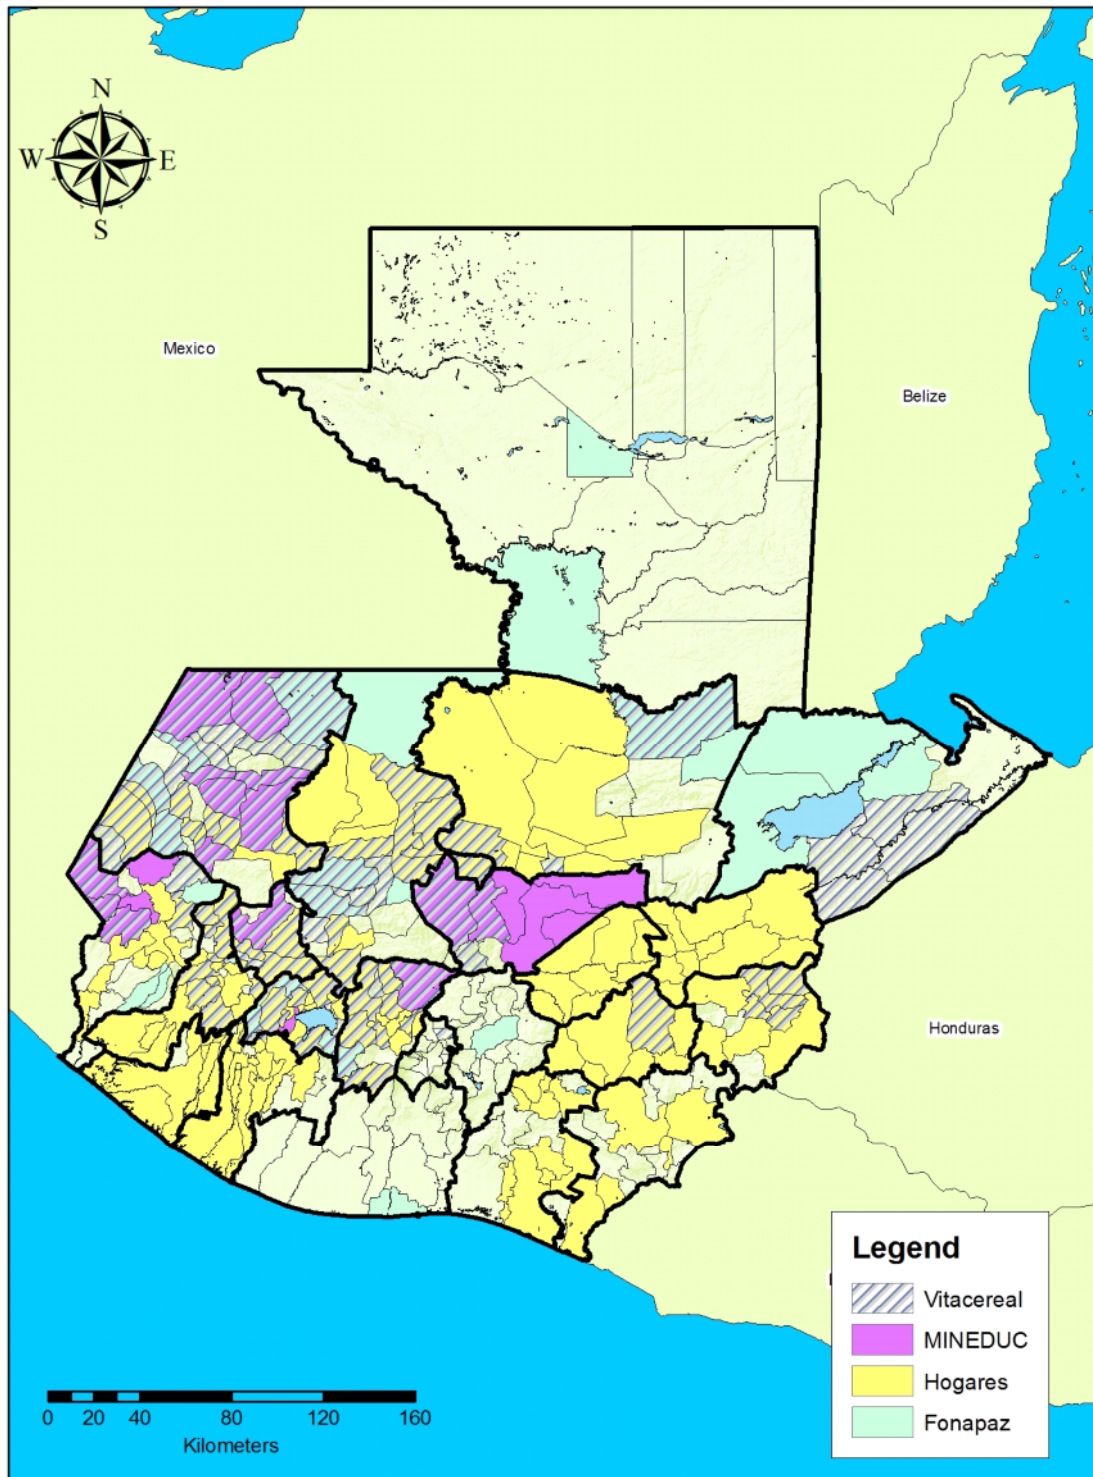 N
W E
S
Mexico
Belize
Honduras
Legend
Vitacereal
MINEDUC
Hogares
Fonapaz
0 20 40 80 120 160
Kilometers